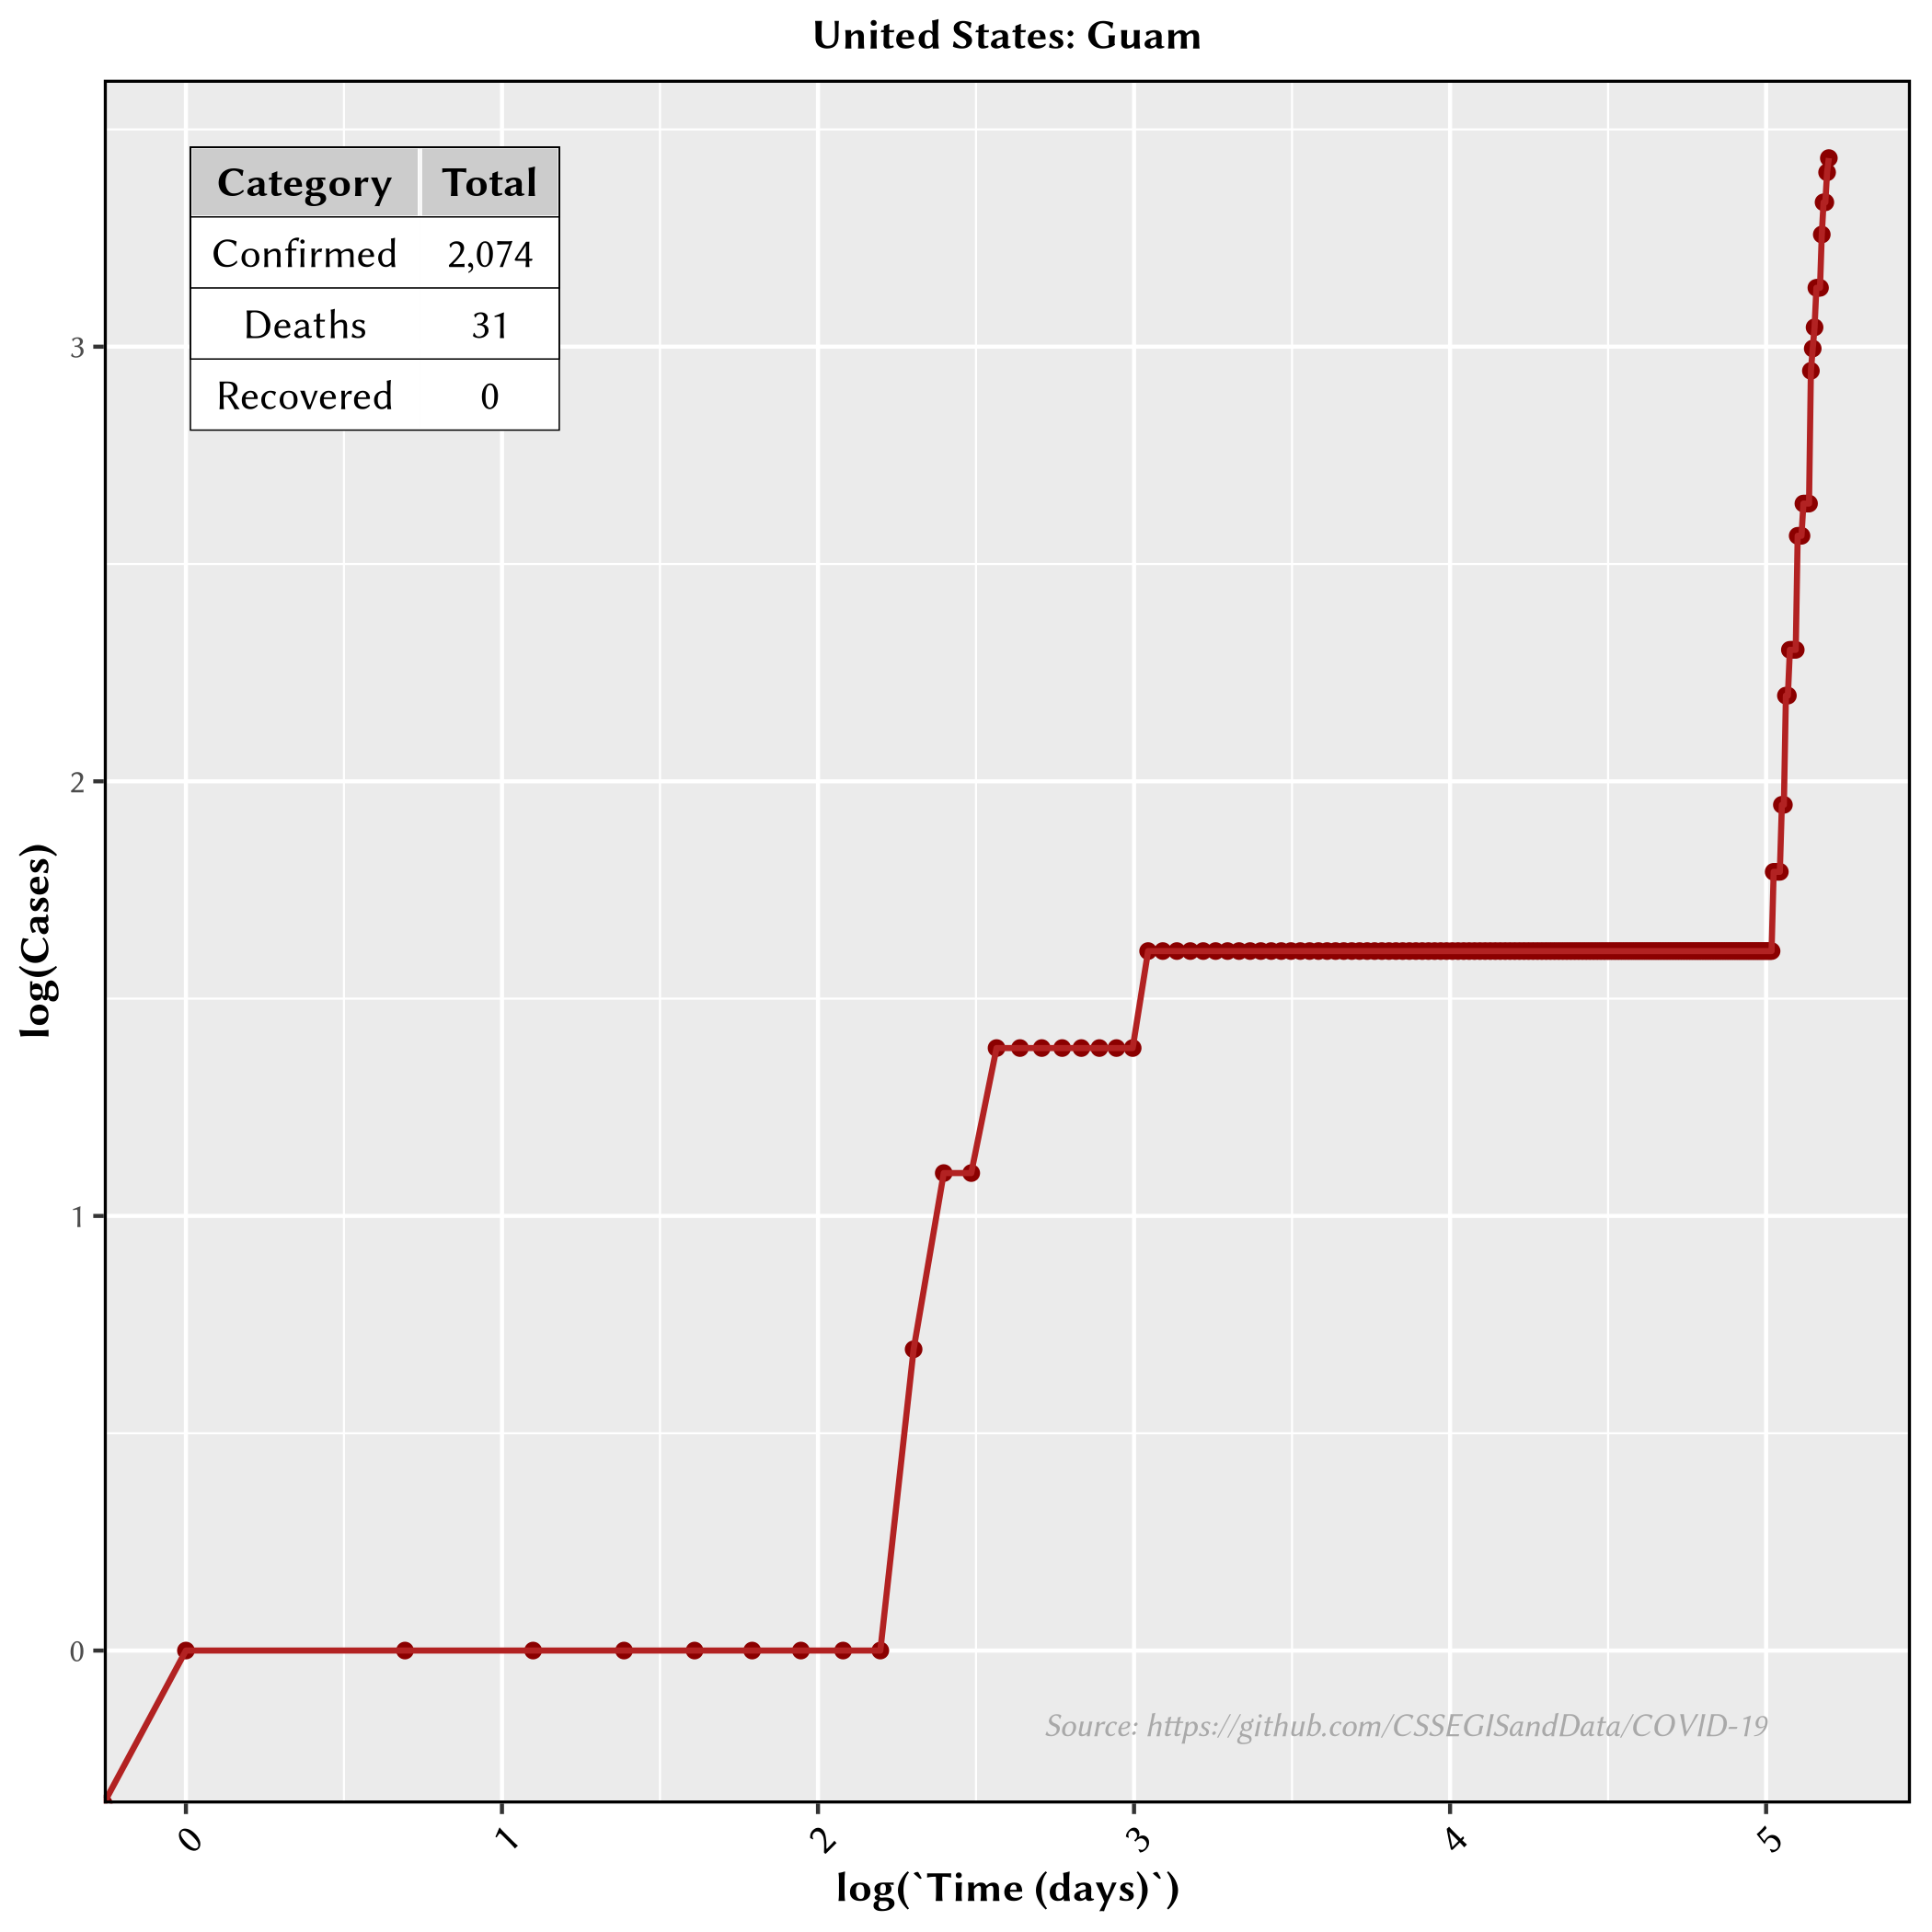 United States: Guam
Category Total
Confirmed 2,074
Deaths 31
Recovered 0
3
2
1
0
log(Cases)
Source: https://github.com/CSSEGISandData/COVID-19
0 1 2 3 4 5
log(`Time (days)`)